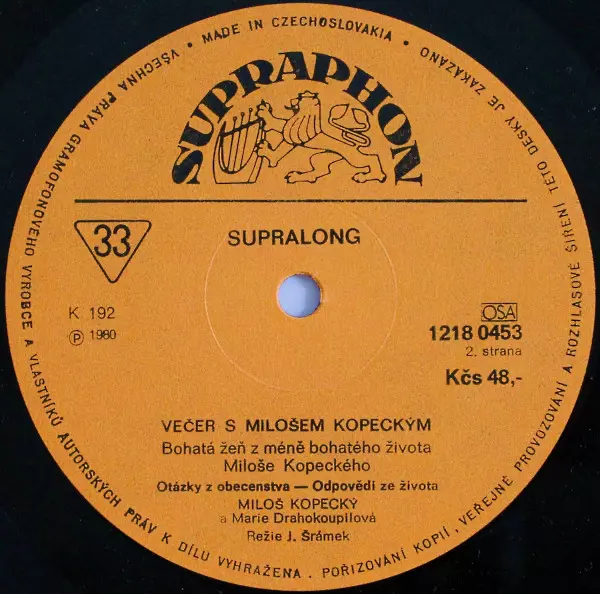 VŠECHNA PRÁVA GRAMOFONOVÉHO VÝROBCE A VLASTNÍKŮ AUTORSKÝCH PRÁV K DÍLU VYHRAŽENA. POŘIZOVÁNÍ KOPIÍ, VEŘEJNÉ PROVOZOVÁNÍ A ROZHLASOVÉ ŠÍŘENÍ TÉTO DESKY JE ZAKÁZÁNO • MADE IN CZECHOSLOVAKIA •
SUPRAPHON
33
SUPRALONG
K 192
℗ 1980
OSA
1218 0453
2. strana
Kčs 48,-
VEČER S MILOŠEM KOPECKÝM
Bohatá žeň z méně bohatého života
Miloše Kopeckého
Otázky z obecenstva — Odpovědi ze života
MILOŠ KOPECKÝ
a Marie Drahokoupilová
Režie J. Šrámek